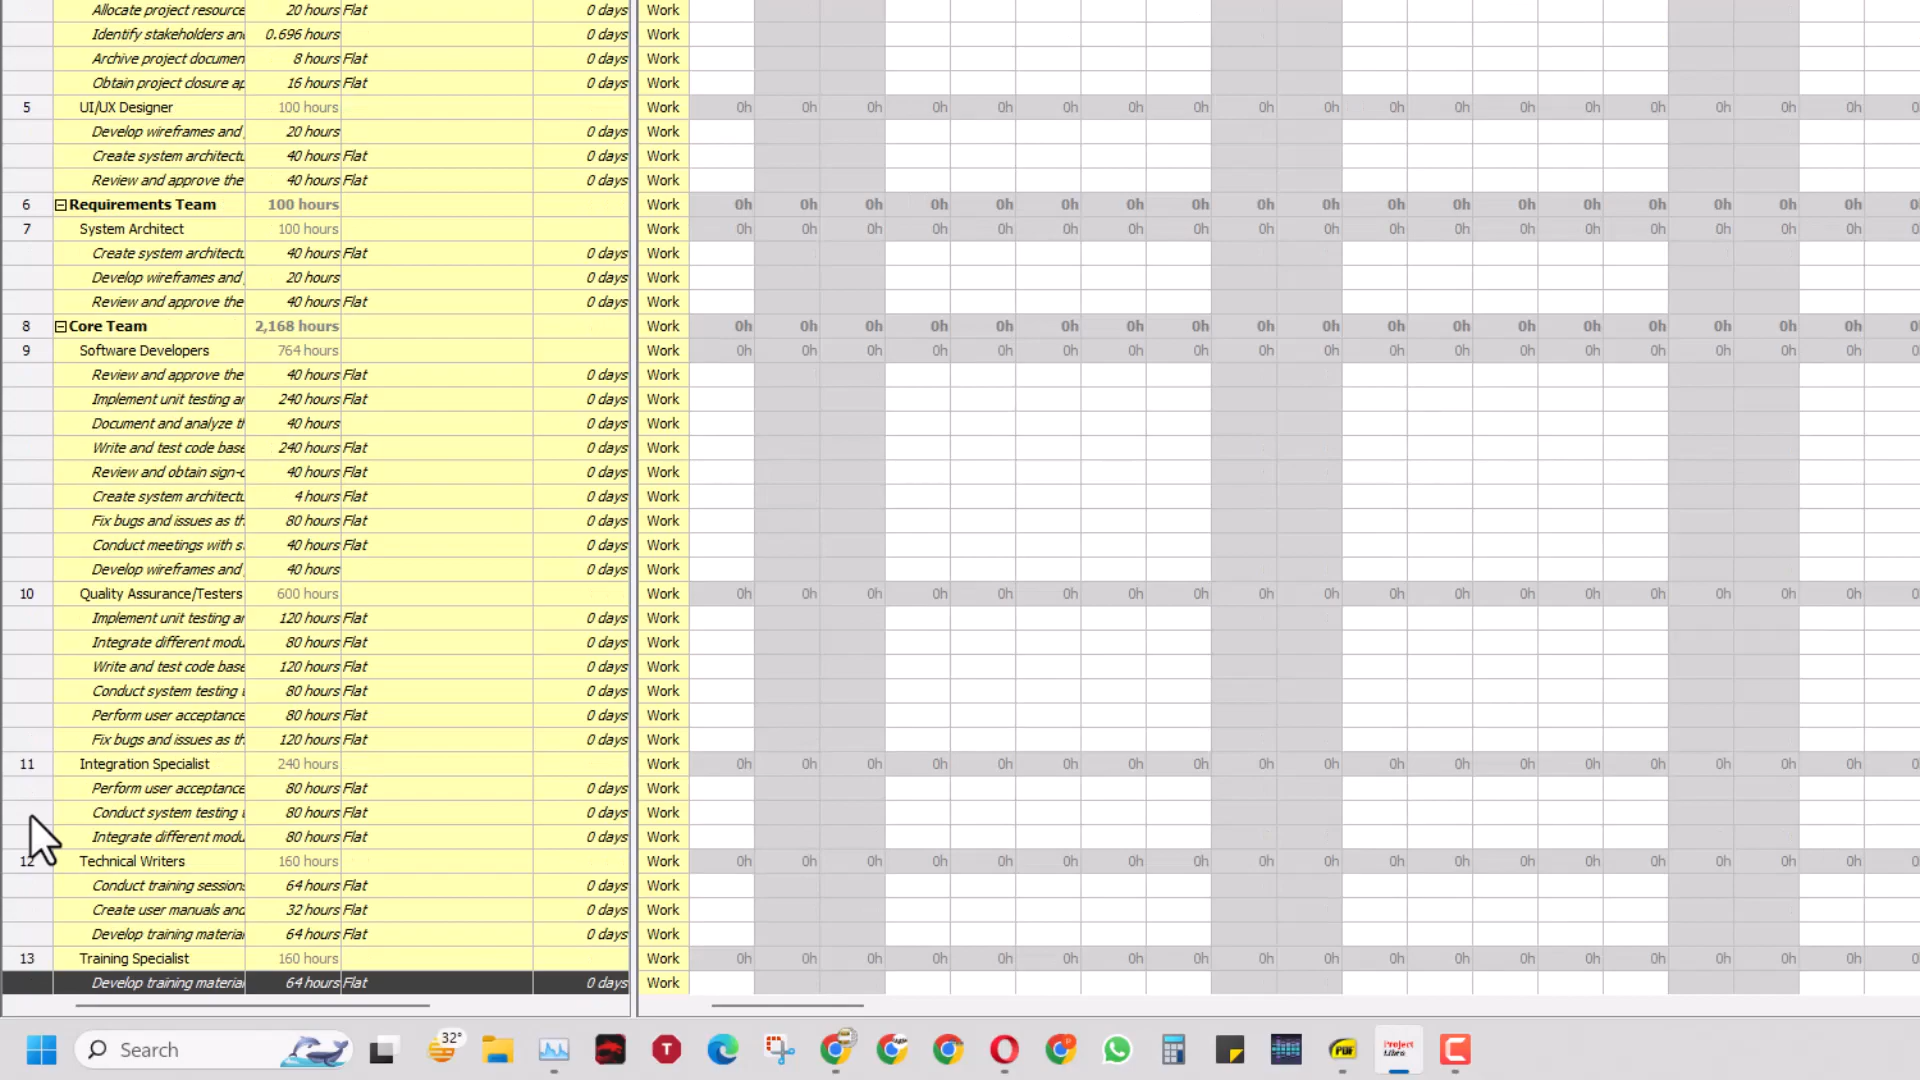 Allocate project resource 20 hours Flat 0 days Work
Identify stakeholders an 0.696 hours 0 days Work
Archive project documen 8 hours Flat 0 days Work
Obtain project closure ap 16 hours Flat 0 days Work
5 UI/UX Designer 100 hours Work 0h 0h 0h 0h 0h 0h 0h 0h 0h 0h 0h 0h 0h 0h 0h 0h 0h 0h 0
Develop wireframes and 20 hours 0 days Work
Create system architectu 40 hours Flat 0 days Work
Review and approve the 40 hours Flat 0 days Work
6 Requirements Team 100 hours Work 0h 0h 0h 0h 0h 0h 0h 0h 0h 0h 0h 0h 0h 0h 0h 0h 0h 0h 0
7 System Architect 100 hours Work 0h 0h 0h 0h 0h 0h 0h 0h 0h 0h 0h 0h 0h 0h 0h 0h 0h 0h 0
Create system architectu 40 hours Flat 0 days Work
Develop wireframes and 20 hours 0 days Work
Review and approve the 40 hours Flat 0 days Work
8 Core Team 2,168 hours Work 0h 0h 0h 0h 0h 0h 0h 0h 0h 0h 0h 0h 0h 0h 0h 0h 0h 0h 0
9 Software Developers 764 hours Work 0h 0h 0h 0h 0h 0h 0h 0h 0h 0h 0h 0h 0h 0h 0h 0h 0h 0h 0
Review and approve the 40 hours Flat 0 days Work
Implement unit testing ar 240 hours Flat 0 days Work
Document and analyze th 40 hours 0 days Work
Write and test code base 240 hours Flat 0 days Work
Review and obtain sign-o 40 hours Flat 0 days Work
Create system architectu 4 hours Flat 0 days Work
Fix bugs and issues as th 80 hours Flat 0 days Work
Conduct meetings with s 40 hours Flat 0 days Work
Develop wireframes and 40 hours 0 days Work
10 Quality Assurance/Testers 600 hours Work 0h 0h 0h 0h 0h 0h 0h 0h 0h 0h 0h 0h 0h 0h 0h 0h 0h 0h 0
Implement unit testing ar 120 hours Flat 0 days Work
Integrate different modu 80 hours Flat 0 days Work
Write and test code base 120 hours Flat 0 days Work
Conduct system testing 80 hours Flat 0 days Work
Perform user acceptance 80 hours Flat 0 days Work
Fix bugs and issues as th 120 hours Flat 0 days Work
11 Integration Specialist 240 hours Work 0h 0h 0h 0h 0h 0h 0h 0h 0h 0h 0h 0h 0h 0h 0h 0h 0h 0h 0
Perform user acceptance 80 hours Flat 0 days Work
Conduct system testing 80 hours Flat 0 days Work
Integrate different modu 80 hours Flat 0 days Work
12 Technical Writers 160 hours Work 0h 0h 0h 0h 0h 0h 0h 0h 0h 0h 0h 0h 0h 0h 0h 0h 0h 0h 0
Conduct training session 64 hours Flat 0 days Work
Create user manuals and 32 hours Flat 0 days Work
Develop training material 64 hours Flat 0 days Work
13 Training Specialist 160 hours Work 0h 0h 0h 0h 0h 0h 0h 0h 0h 0h 0h 0h 0h 0h 0h 0h 0h 0h 0
Develop training material 64 hours Flat 0 days Work
Search 32° T PDF Project Libre C